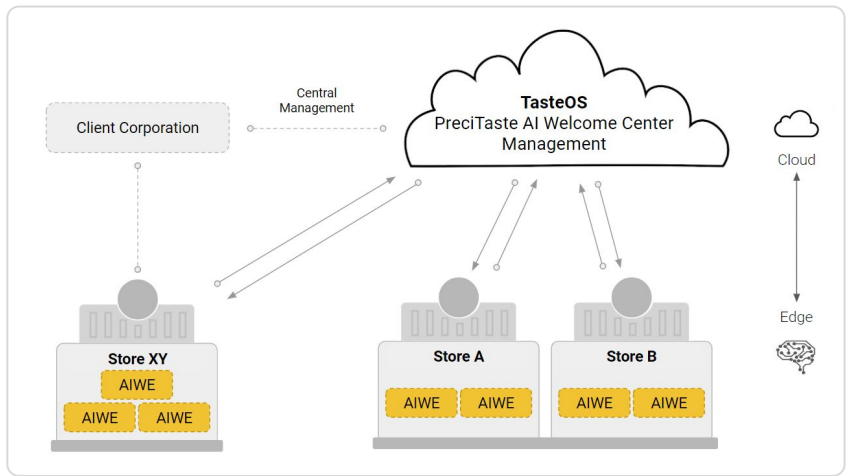 Central
Management
TasteOS
PreciTaste AI Welcome Center
Management
Client Corporation
Cloud
Edge
Store XY
AIWE
AIWE
AIWE
Store A
AIWE
AIWE
Store B
AIWE
AIWE